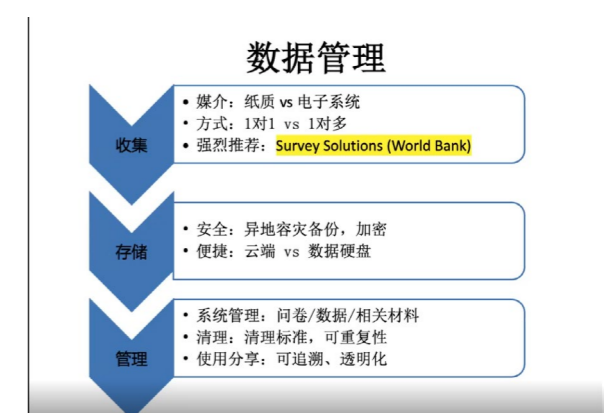 数据管理
收集
• 媒介：纸质 vs 电子系统
• 方式：1对1 vs 1对多
• 强烈推荐：Survey Solutions (World Bank)
存储
• 安全：异地容灾备份，加密
• 便捷：云端 vs 数据硬盘
管理
• 系统管理：问卷/数据/相关材料
• 清理：清理标准，可重复性
• 使用分享：可追溯、透明化